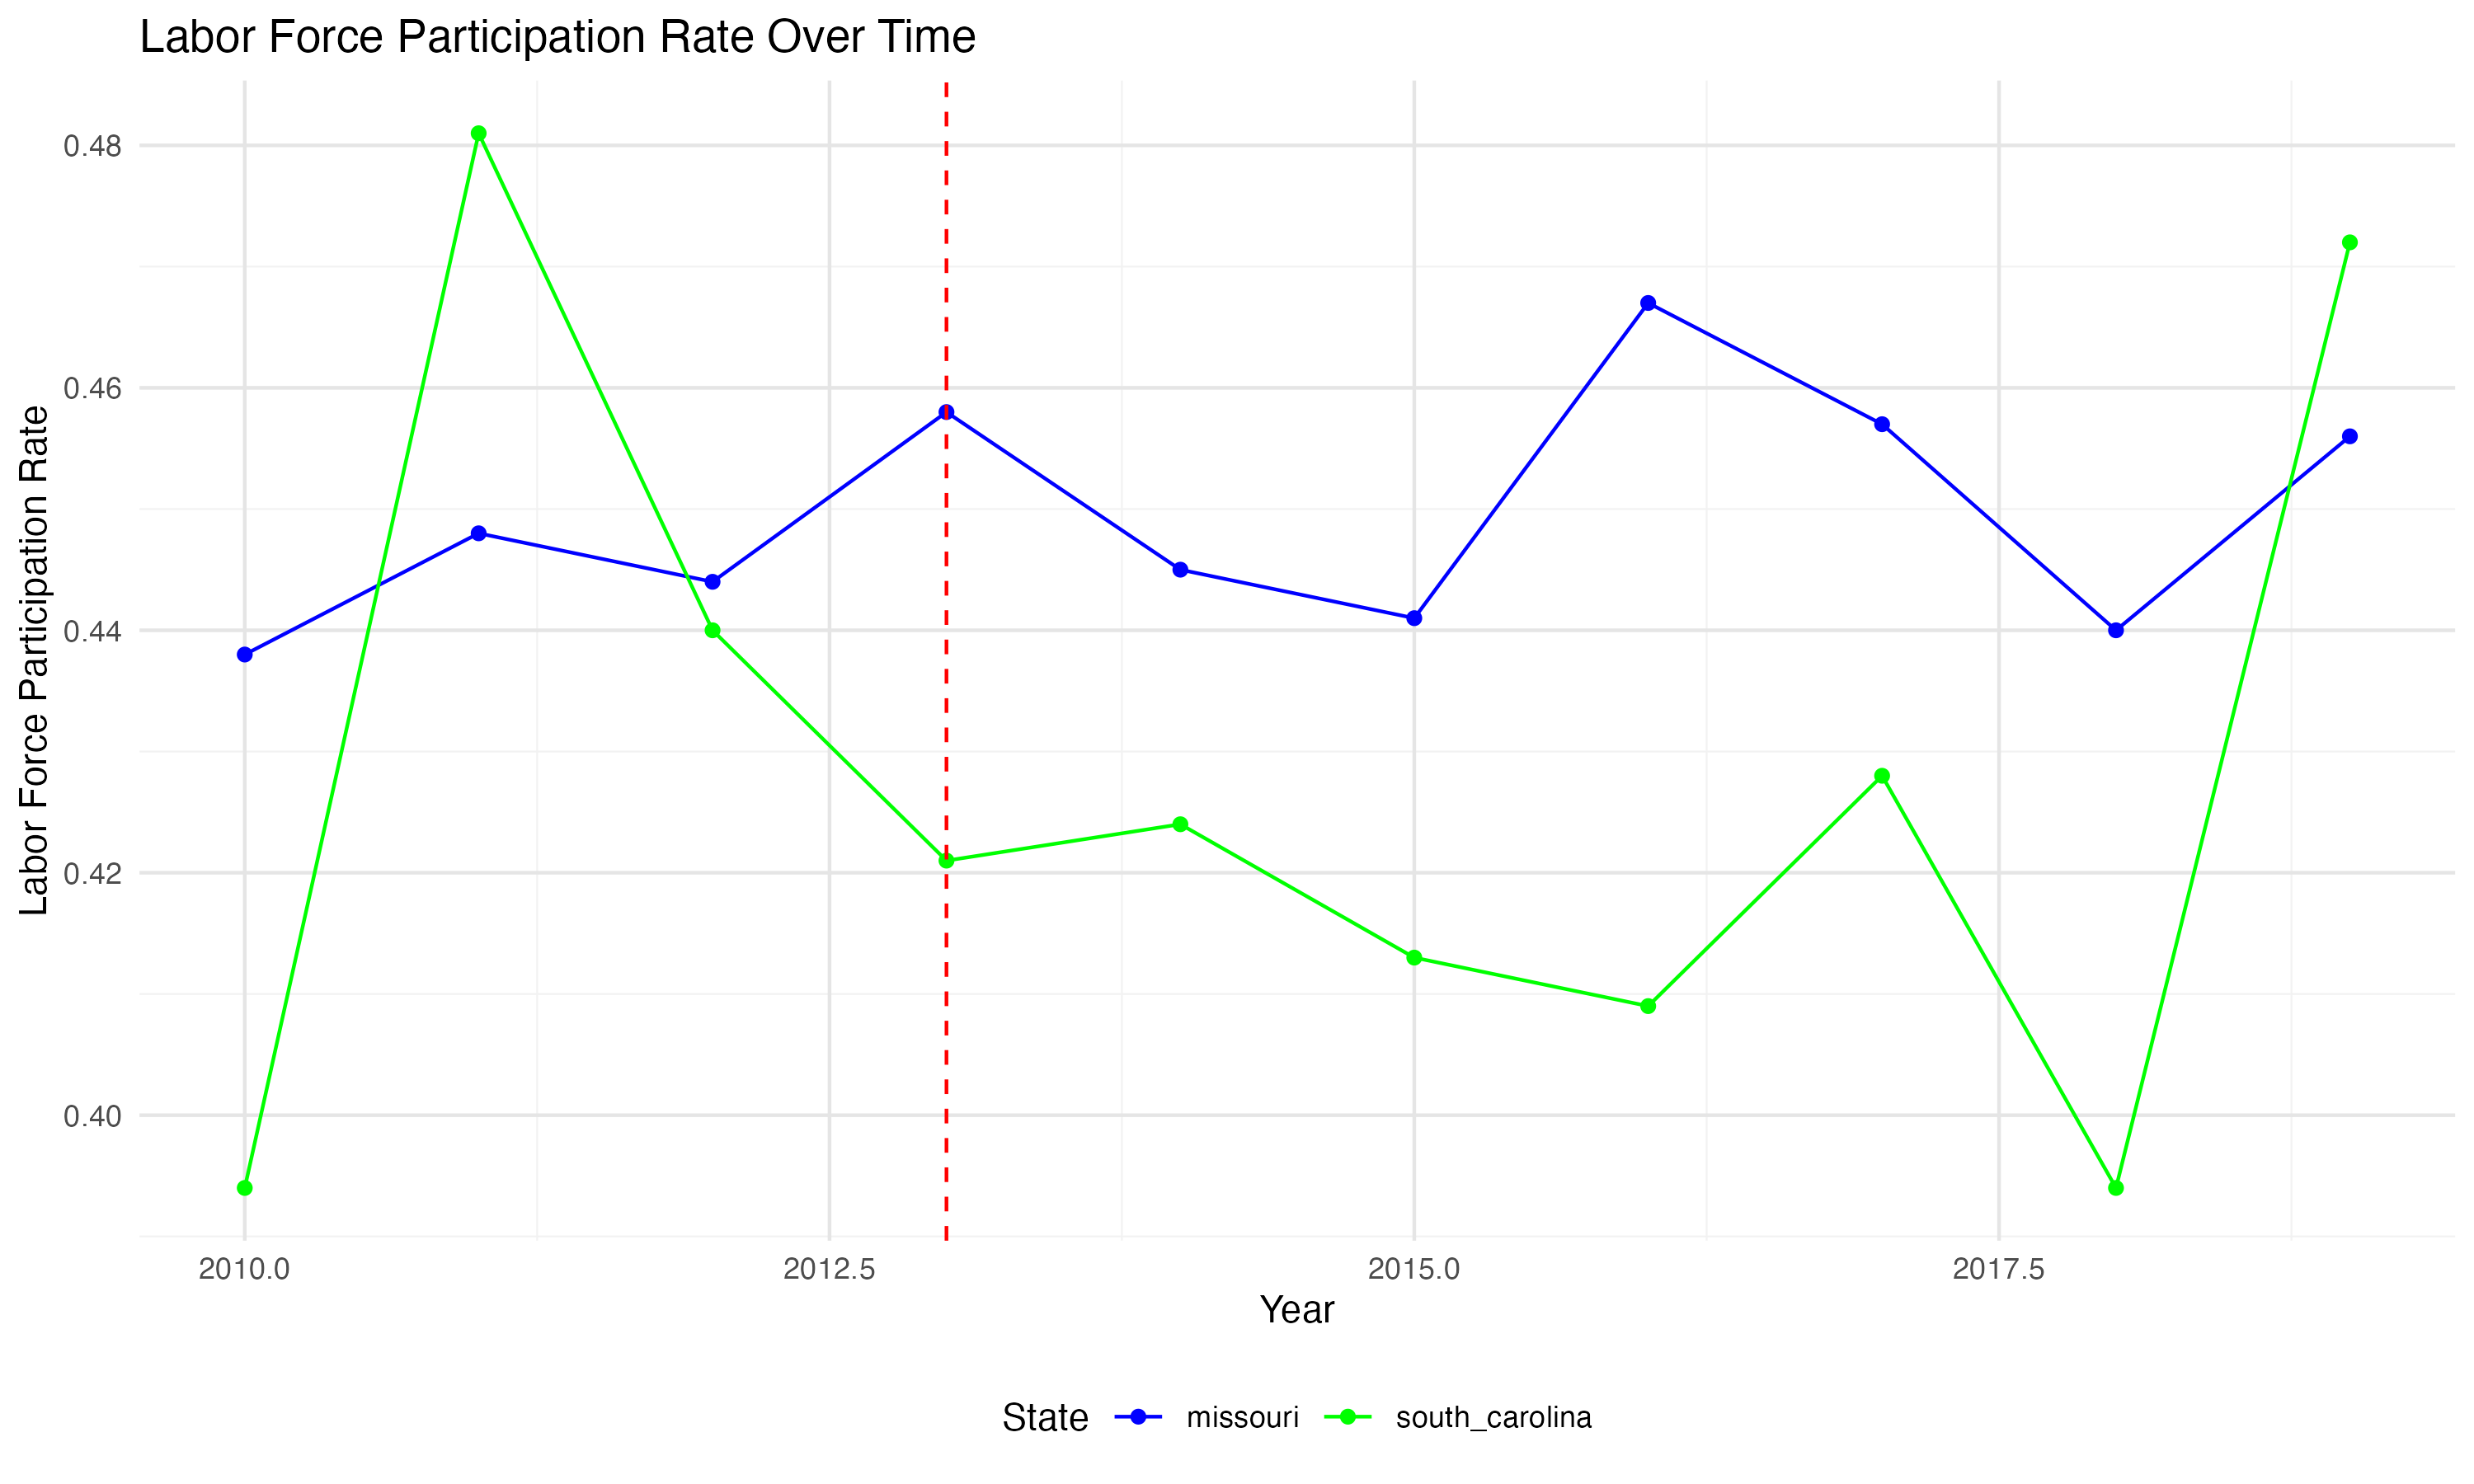 Labor Force Participation Rate Over Time
Labor Force Participation Rate
0.48
0.46
0.44
0.42
0.40
2010.0 2012.5 2015.0 2017.5
Year
State missouri south_carolina